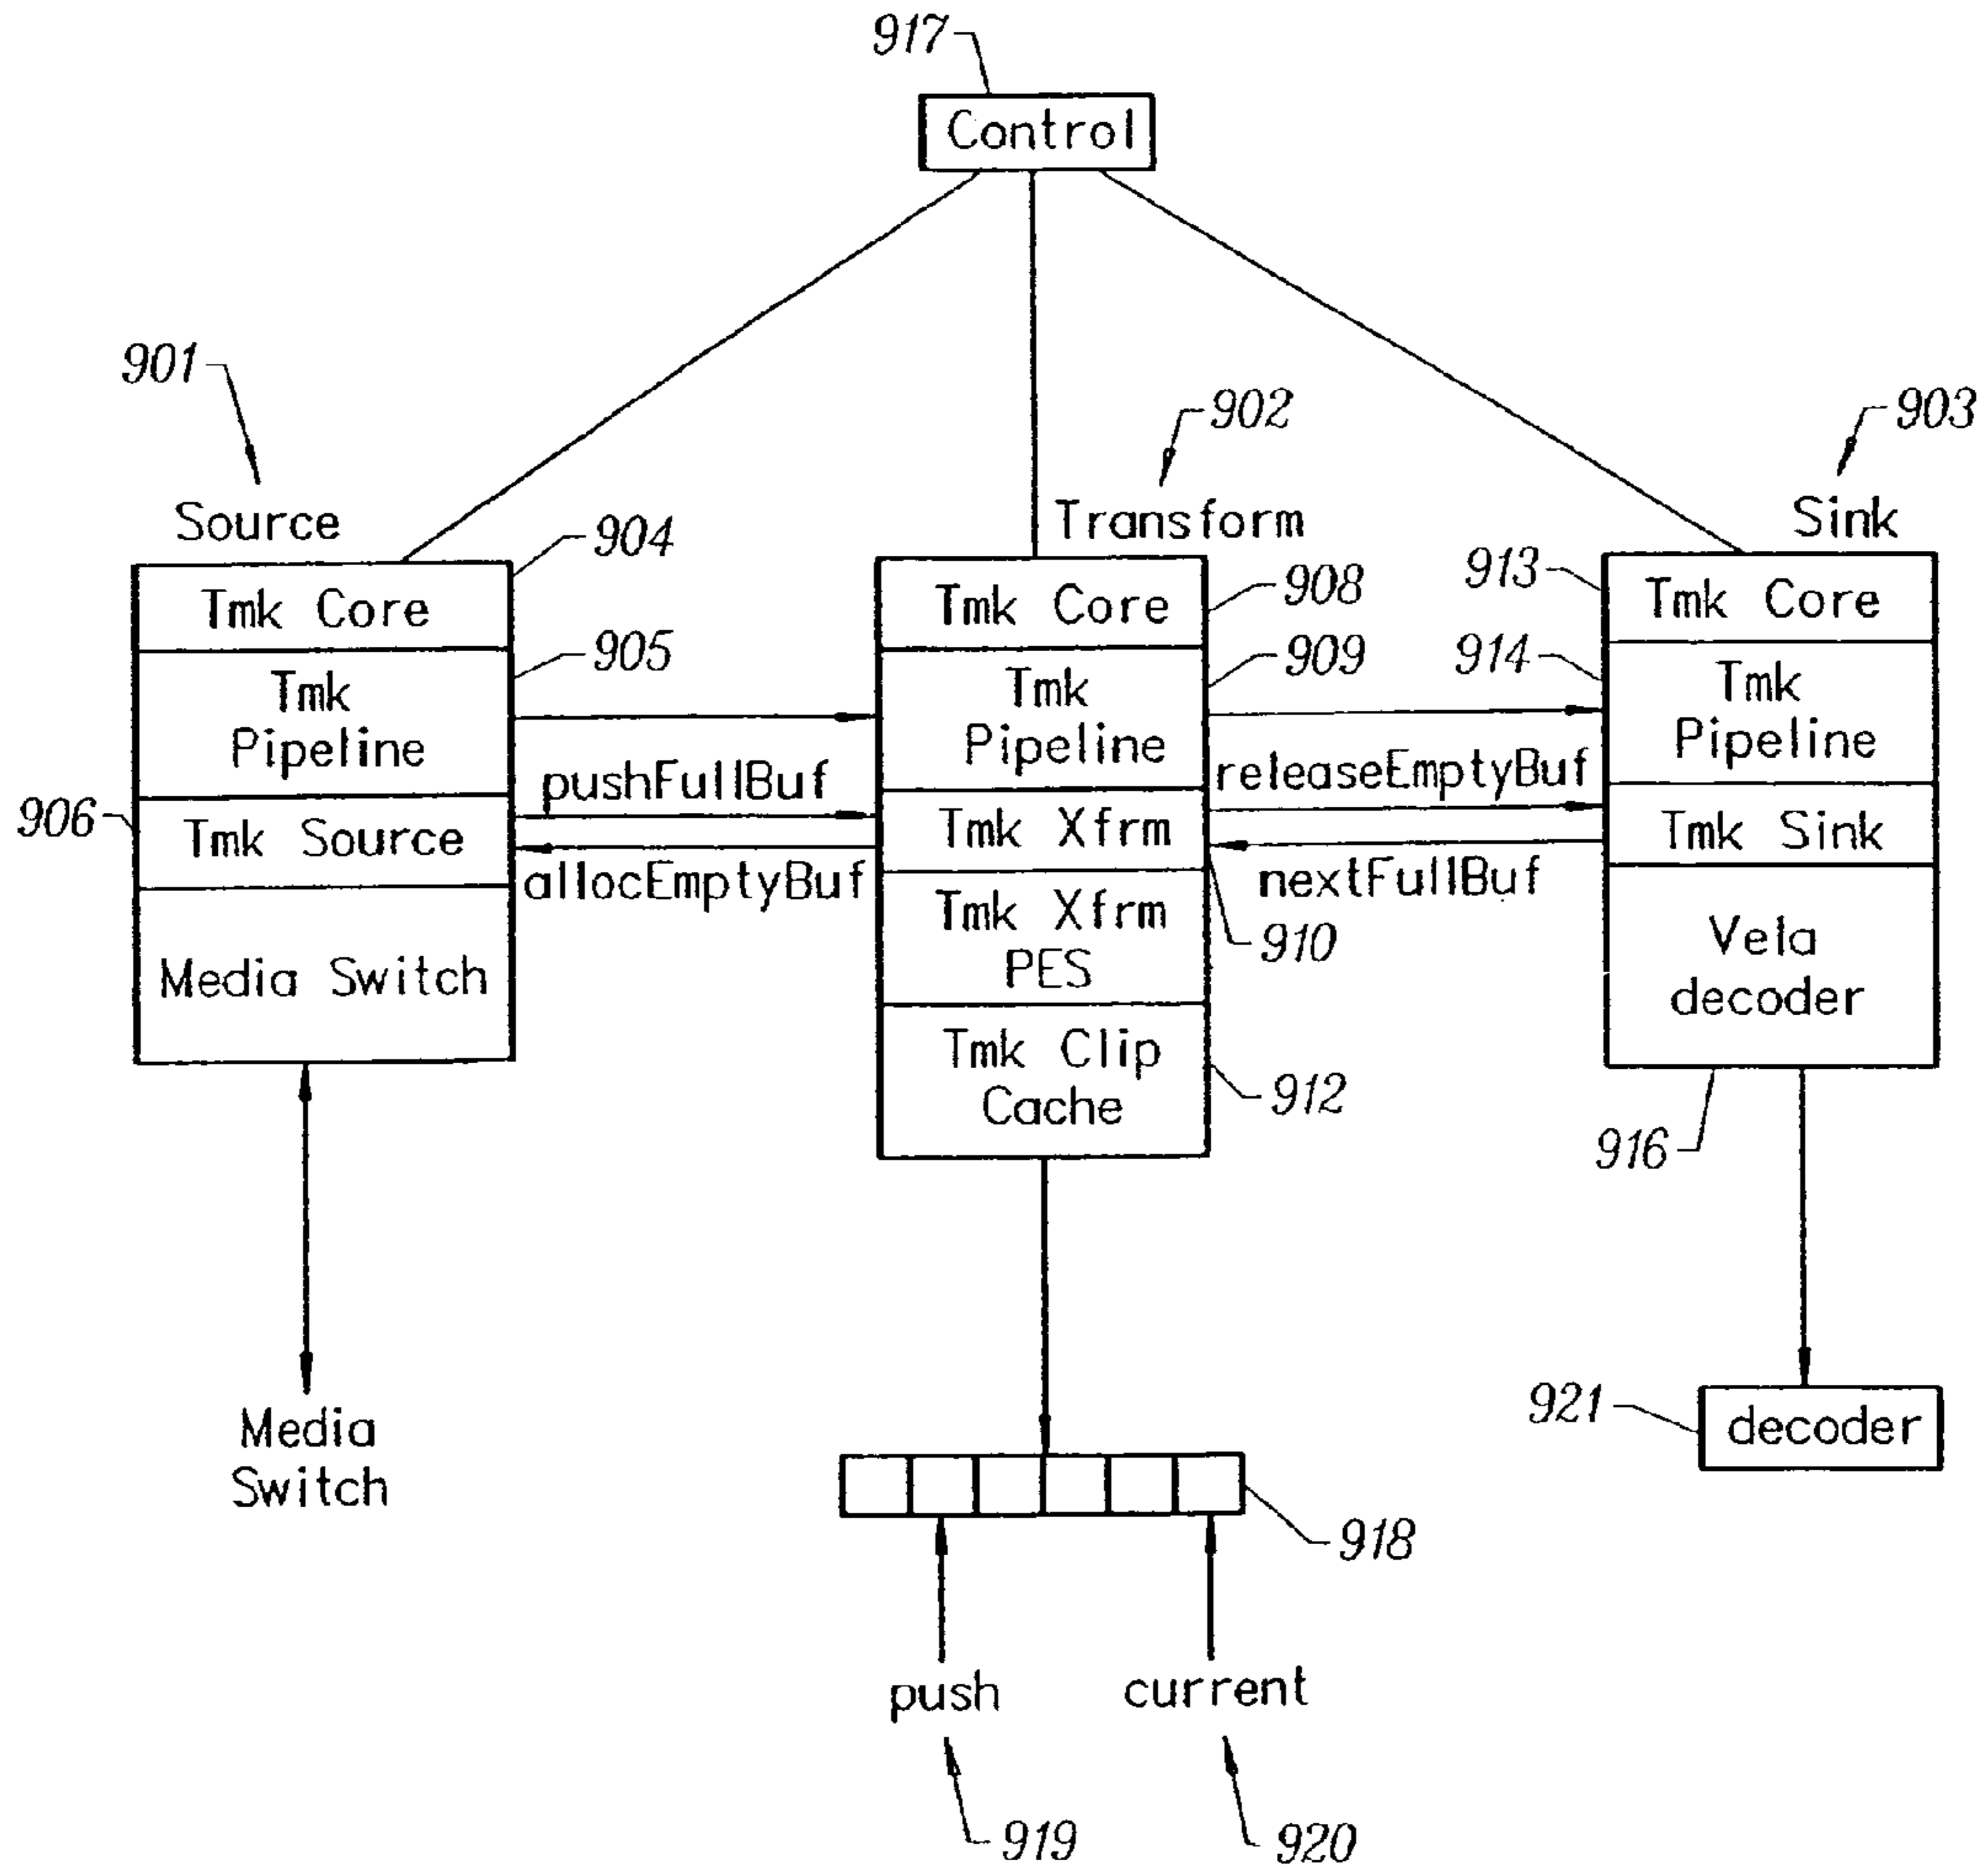 917
Control
901
902
903
Source
Transform
Sink
904
Tmk Core
905
Tmk
Pipeline
906
Tmk Source
Media Switch
pushFullBuf
allocEmptyBuf
908
Tmk Core
909
Tmk
Pipeline
Tmk Xfrm
910
Tmk Xfrm
PES
Tmk Clip
Cache
912
releaseEmptyBuf
nextFullBuf
913
Tmk Core
914
Tmk
Pipeline
Tmk Sink
Vela
decoder
916
Media
Switch
921
decoder
918
push
current
919
920